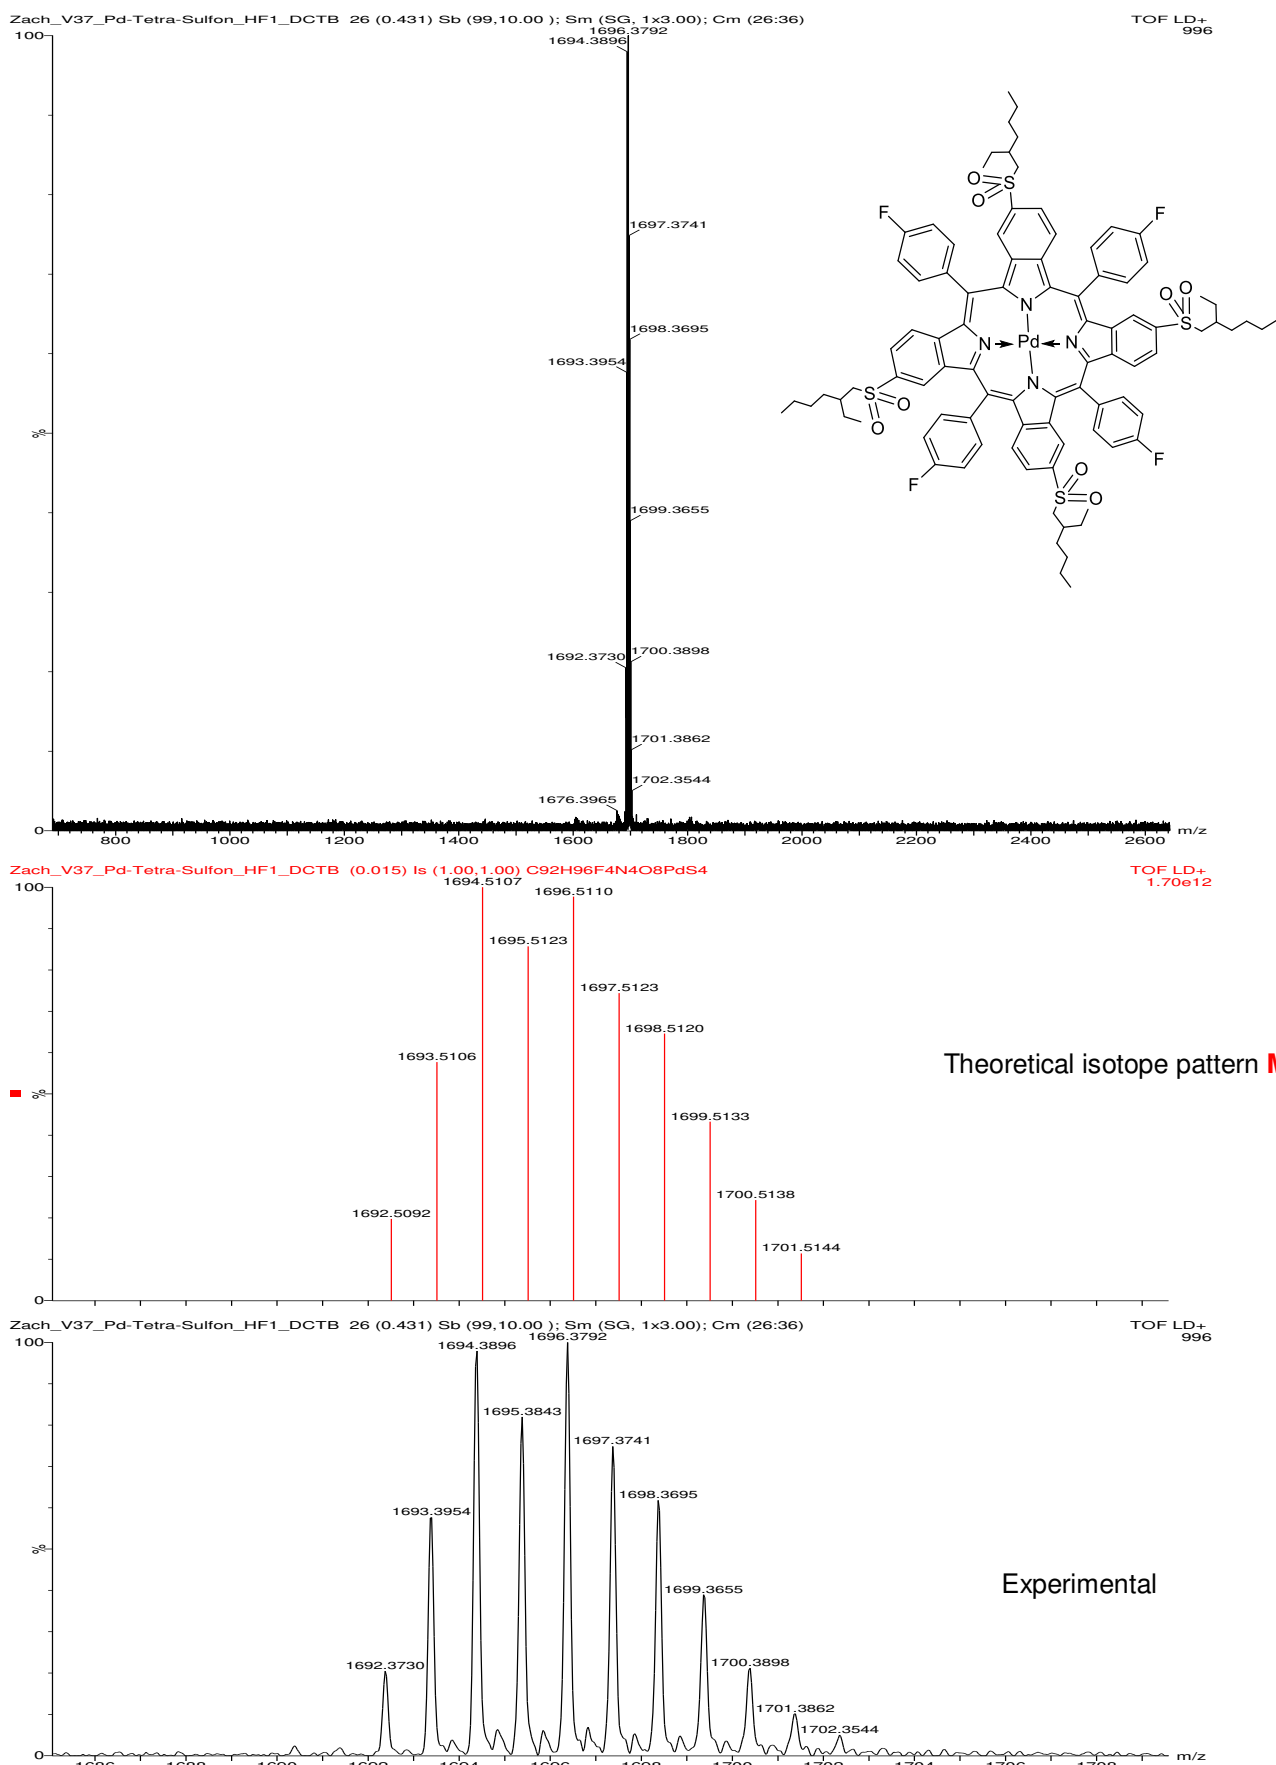 Zach_V37_Pd-Tetra-Sulfon_HF1_DCTB 26 (0.431) Sb (99,10.00 ); Sm (SG, 1x3.00); Cm (26:36)
TOF LD+
996
100
1696.3792
1694.3896
1697.3741
1698.3695
1693.3954
%
1699.3655
1692.3730
1700.3898
1701.3862
1702.3544
1676.3965
0
800
1000
1200
1400
1600
1800
2000
2200
2400
2600
m/z
O
S
O
F
F
N
O
O
S
N
Pd
N
N
S
O
O
F
F
O
S
O
Zach_V37_Pd-Tetra-Sulfon_HF1_DCTB (0.015) Is (1.00,1.00) C92H96F4N4O8PdS4
TOF LD+
1.70e12
100
1694.5107
1696.5110
1695.5123
1697.5123
1698.5120
1693.5106
Theoretical isotope pattern
%
1699.5133
1700.5138
1692.5092
1701.5144
0
Zach_V37_Pd-Tetra-Sulfon_HF1_DCTB 26 (0.431) Sb (99,10.00 ); Sm (SG, 1x3.00); Cm (26:36)
TOF LD+
996
100
1696.3792
1694.3896
1695.3843
1697.3741
1698.3695
1693.3954
%
Experimental
1699.3655
1692.3730
1700.3898
1701.3862
1702.3544
0
m/z